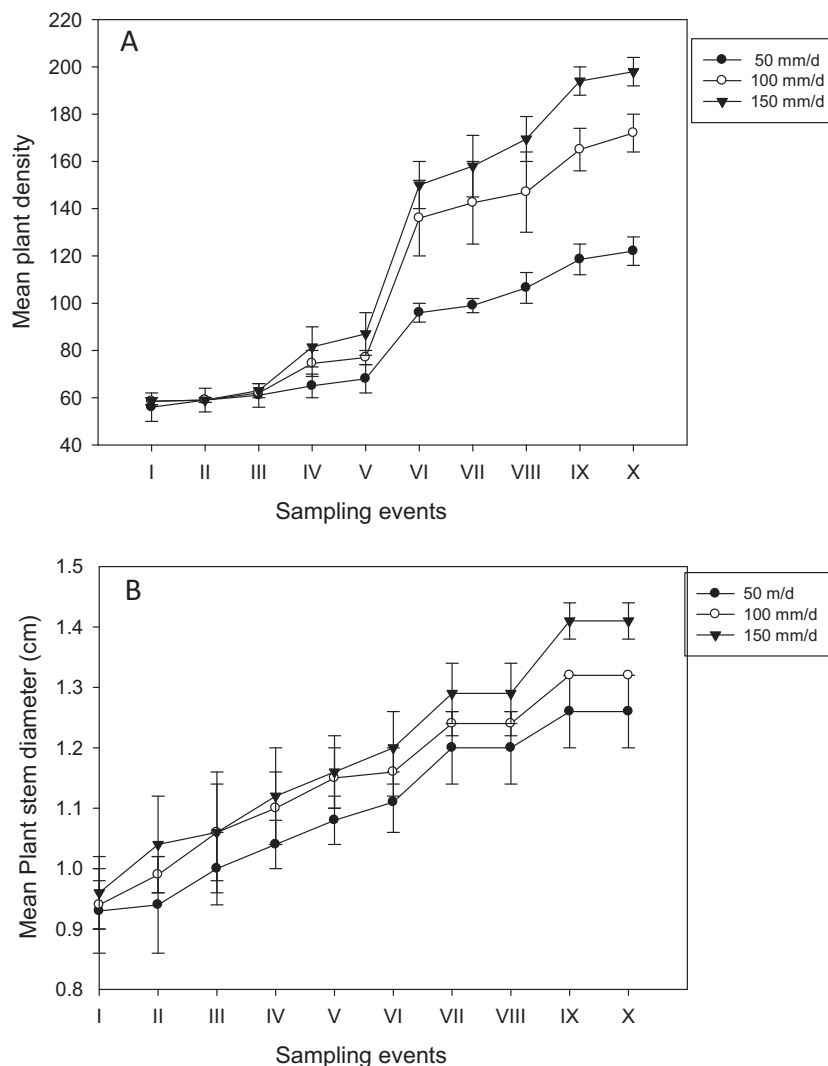 A
220
200
180
160
140
120
100
80
60
40
Mean plant density
I II III IV V VI VII VIII IX X
Sampling events
50 mm/d
100 mm/d
150 mm/d
B
1.5
1.4
1.3
1.2
1.1
1.0
0.9
0.8
Mean Plant stem diameter (cm)
I II III IV V VI VII VIII IX X
Sampling events
50 m/d
100 mm/d
150 mm/d